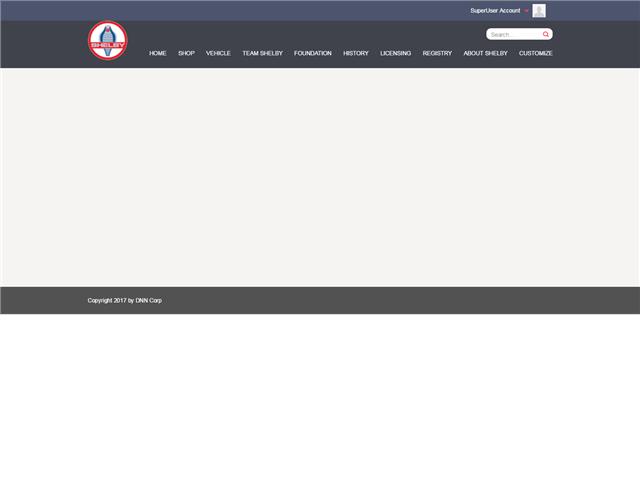 SuperUser Account
Search...
SHELBY
HOME SHOP VEHICLE TEAM SHELBY FOUNDATION HISTORY LICENSING REGISTRY ABOUT SHELBY CUSTOMIZE
Copyright 2017 by DNN Corp